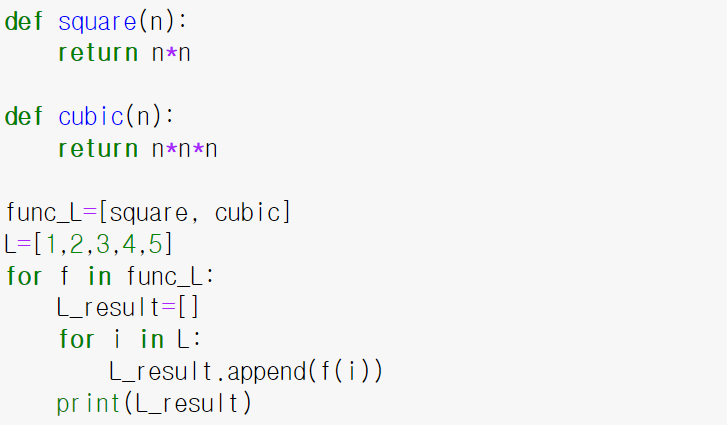 def square(n):
    return n*n

def cubic(n):
    return n*n*n

func_L=[square, cubic]
L=[1,2,3,4,5]
for f in func_L:
    L_result=[]
    for i in L:
        L_result.append(f(i))
    print(L_result)